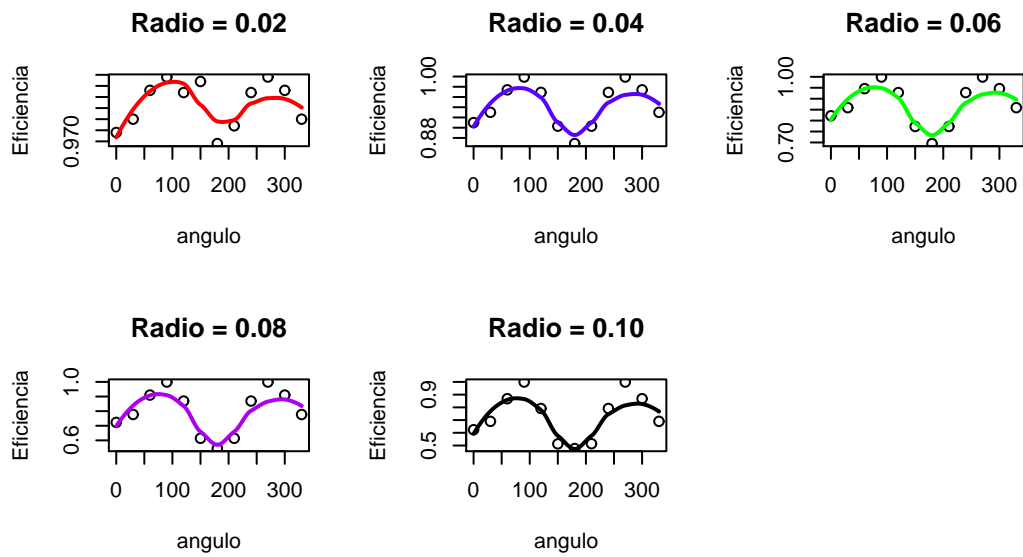 Radio = 0.02
Eficiencia
0.970
0 100 200 300
angulo
Radio = 0.04
Eficiencia
1.00
0.88
0 100 200 300
angulo
Radio = 0.06
Eficiencia
1.00
0.70
0 100 200 300
angulo
Radio = 0.08
Eficiencia
1.0
0.6
0 100 200 300
angulo
Radio = 0.10
Eficiencia
0.9
0.5
0 100 200 300
angulo